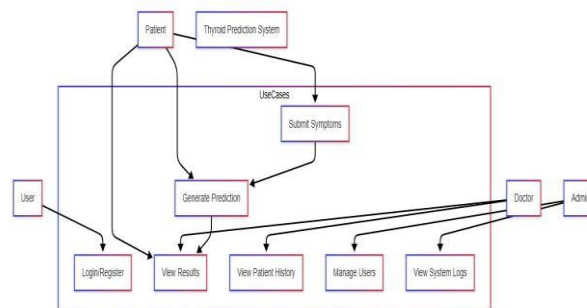 Patient
Thyroid Prediction System
UseCases
Submit Symptoms
User
Generate Prediction
Doctor
Admin
Login/Register
View Results
View Patient History
Manage Users
View System Logs